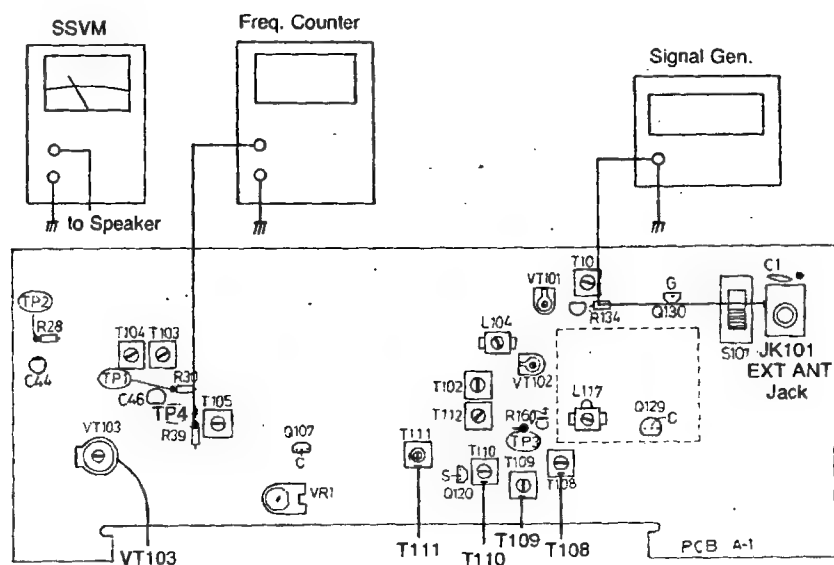 SSVM
Freq. Counter
Signal Gen.
to Speaker
TP2
R28
C44
T104
T103
TP1
R30
C46
TP4
T105
R39
VT103
Q107
C
VR1
VT101
T10
R134
G
Q130
C1
S101
JK101
EXT ANT
Jack
L104
VT102
T102
T112
R160
TP3
L117
Q129
C
T111
S
Q120
T110
T109
T108
VT103
T111
T110
T109
T108
PCB A-1